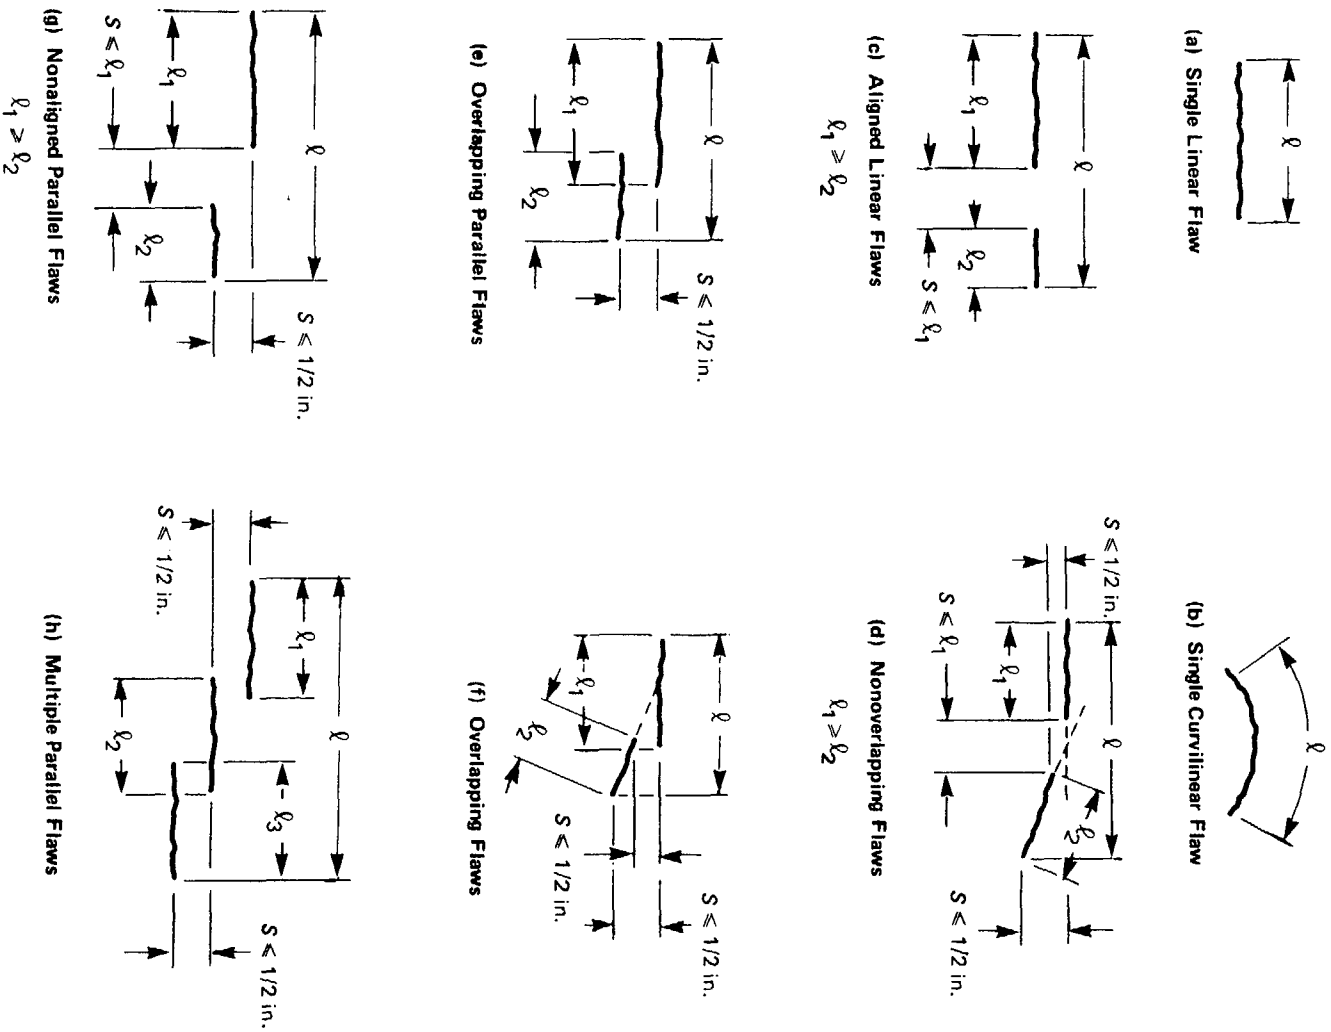 ℓ
(a) Single Linear Flaw
ℓ
(b) Single Curvilinear Flaw
ℓ
ℓ1
ℓ2
S ⩽ ℓ1
(c) Aligned Linear Flaws
ℓ1 ⩾ ℓ2
S ⩽ 1/2 in.
ℓ
ℓ1
ℓ2
S ⩽ ℓ1
S ⩽ 1/2 in.
(d) Nonoverlapping Flaws
ℓ1 ⩾ ℓ2
ℓ
S ⩽ 1/2 in.
ℓ1
ℓ2
(e) Overlapping Parallel Flaws
ℓ
S ⩽ 1/2 in.
ℓ1
ℓ2
S ⩽ 1/2 in.
(f) Overlapping Flaws
ℓ
S ⩽ 1/2 in.
ℓ1
ℓ2
S ⩽ ℓ1
(g) Nonaligned Parallel Flaws
ℓ1 ⩾ ℓ2
ℓ
ℓ1
ℓ3
S ⩽ 1/2 in.
S ⩽ 1/2 in.
ℓ2
(h) Multiple Parallel Flaws